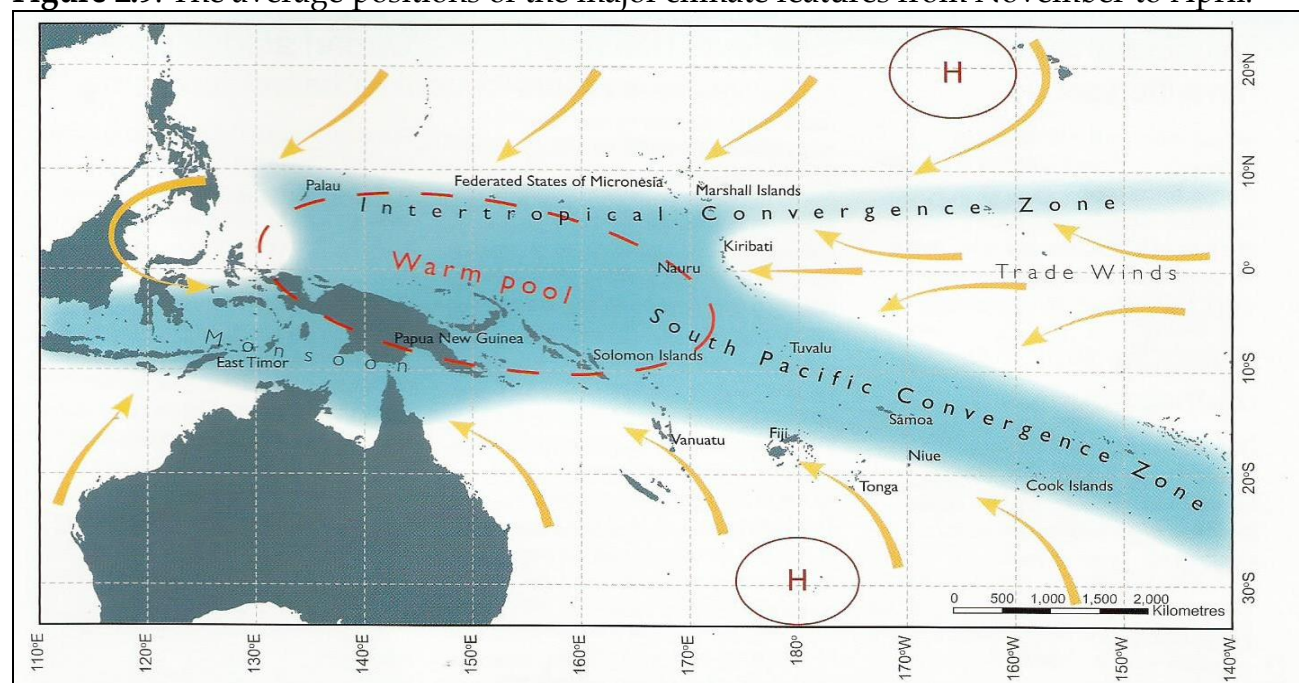 Figure 2.9: The average positions of the major climate features from November to April.
H
20°N
10°N
Palau
Federated States of Micronesia
Marshall Islands
Intertropical Convergence Zone
Kiribati
Warm pool
Nauru
Trade Winds
0°
South Pacific Convergence Zone
Monsoon
Papua New Guinea
East Timor
Solomon Islands
Tuvalu
10°S
Samoa
Vanuatu
Fiji
Niue
Tonga
Cook Islands
20°S
H
30°S
0 500 1,000 1,500 2,000
Kilometres
110°E 120°E 130°E 140°E 150°E 160°E 170°E 180° 170°W 160°W 150°W 140°W